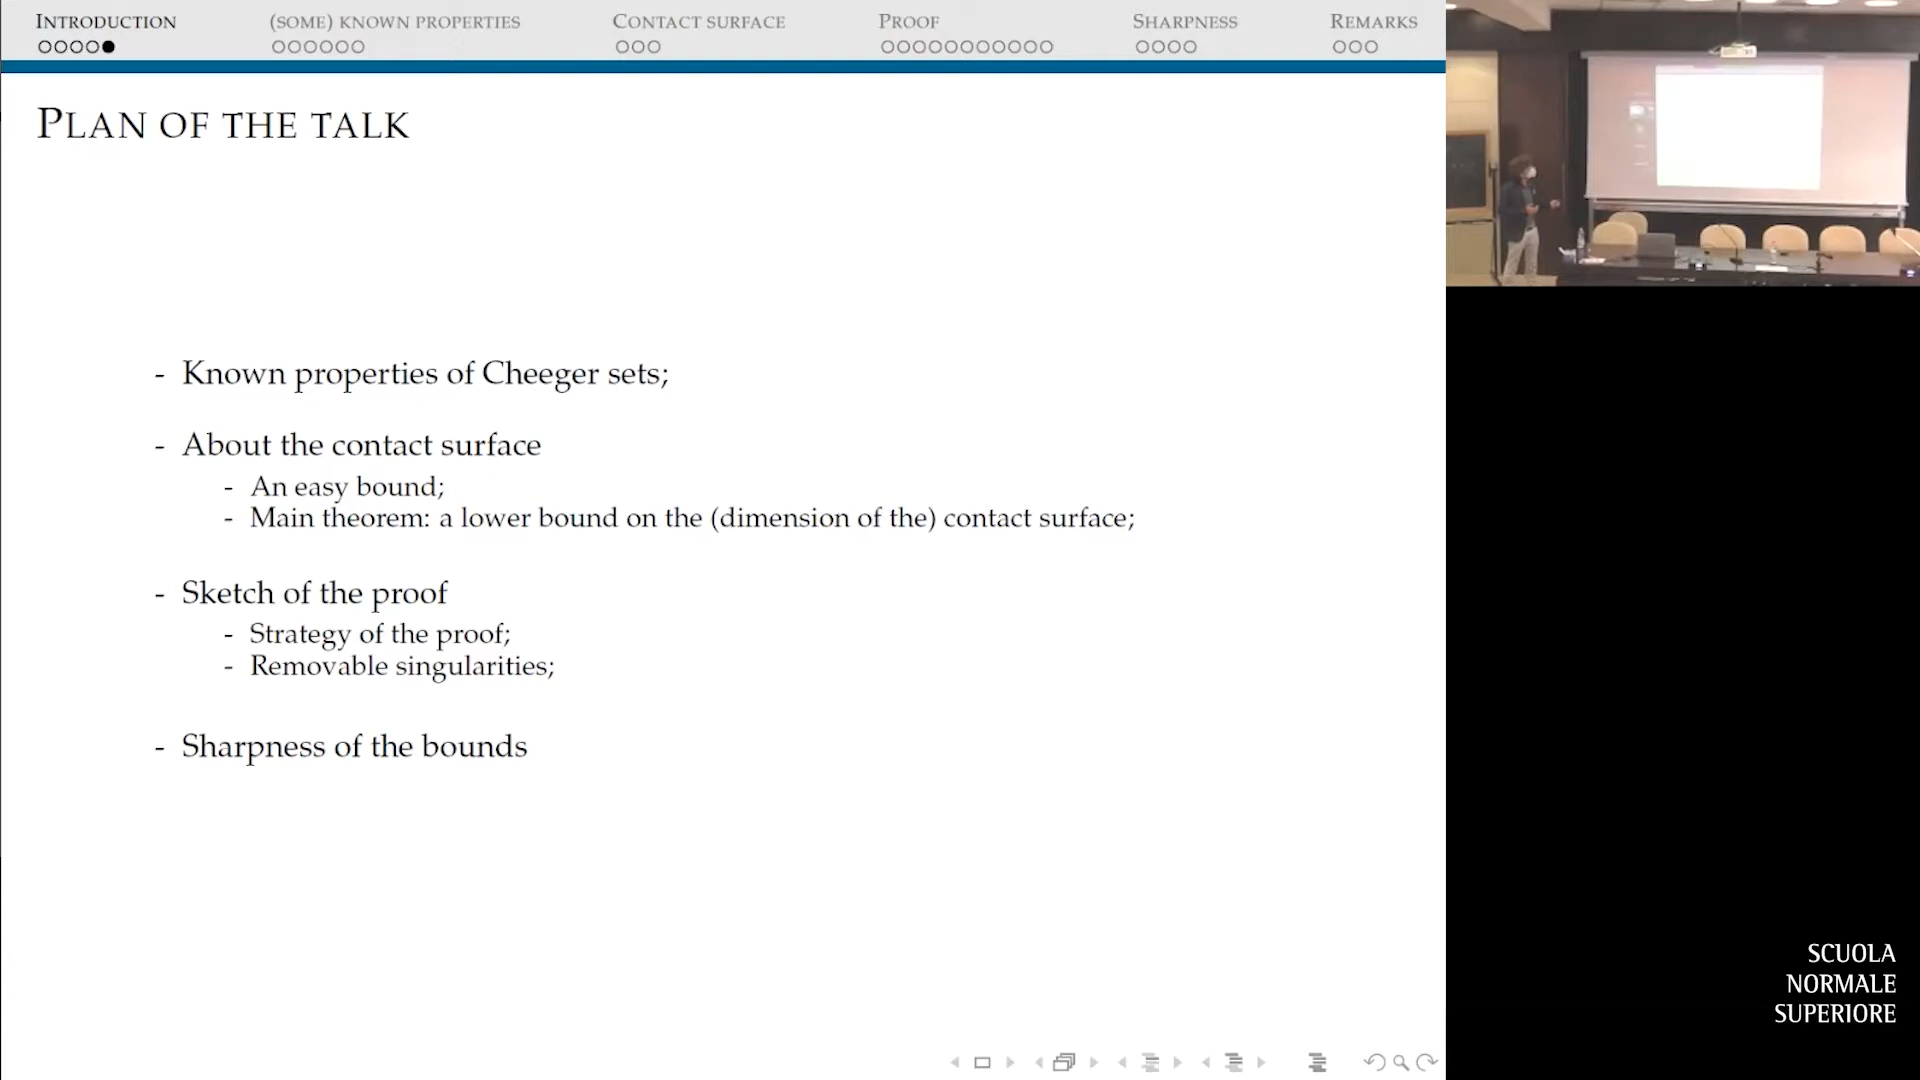 INTRODUCTION
(SOME) KNOWN PROPERTIES
CONTACT SURFACE
PROOF
SHARPNESS
REMARKS
PLAN OF THE TALK
- Known properties of Cheeger sets;
- About the contact surface
- An easy bound;
- Main theorem: a lower bound on the (dimension of the) contact surface;
- Sketch of the proof
- Strategy of the proof;
- Removable singularities;
- Sharpness of the bounds
SCUOLA
NORMALE
SUPERIORE